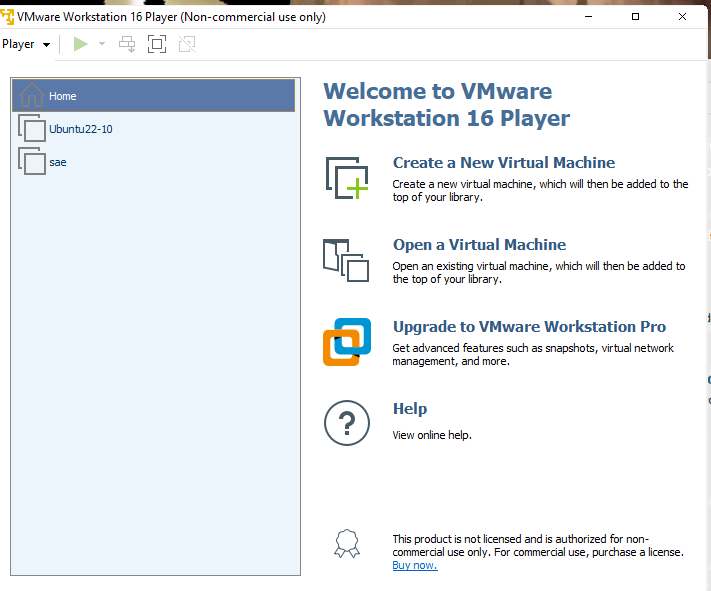 VMware Workstation 16 Player (Non-commercial use only)
Player
Home
Ubuntu22-10
sae
Welcome to VMware
Workstation 16 Player
Create a New Virtual Machine
Create a new virtual machine, which will then be added to the
top of your library.
Open a Virtual Machine
Open an existing virtual machine, which will then be added to
the top of your library.
Upgrade to VMware Workstation Pro
Get advanced features such as snapshots, virtual network
management, and more.
?
Help
View online help.
This product is not licensed and is authorized for non-
commercial use only. For commercial use, purchase a license.
Buy now.